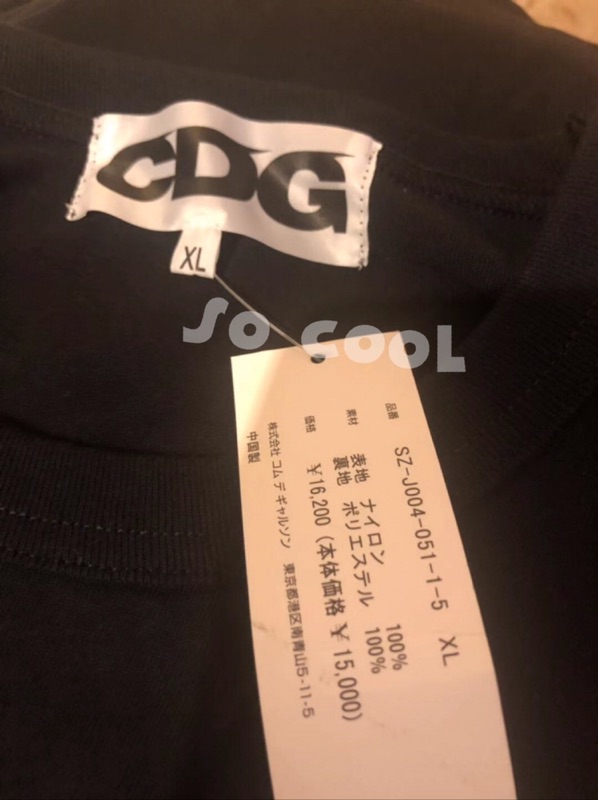 CDG
XL
SO COOL
品番 SZ-J004-051-1-5 XL
素材 表地 ナイロン 100%
裏地 ポリエステル 100%
価格 ¥16,200(本体価格 ¥15,000)
株式会社 コム デ ギャルソン 東京都港区南青山5-11-5
中国製